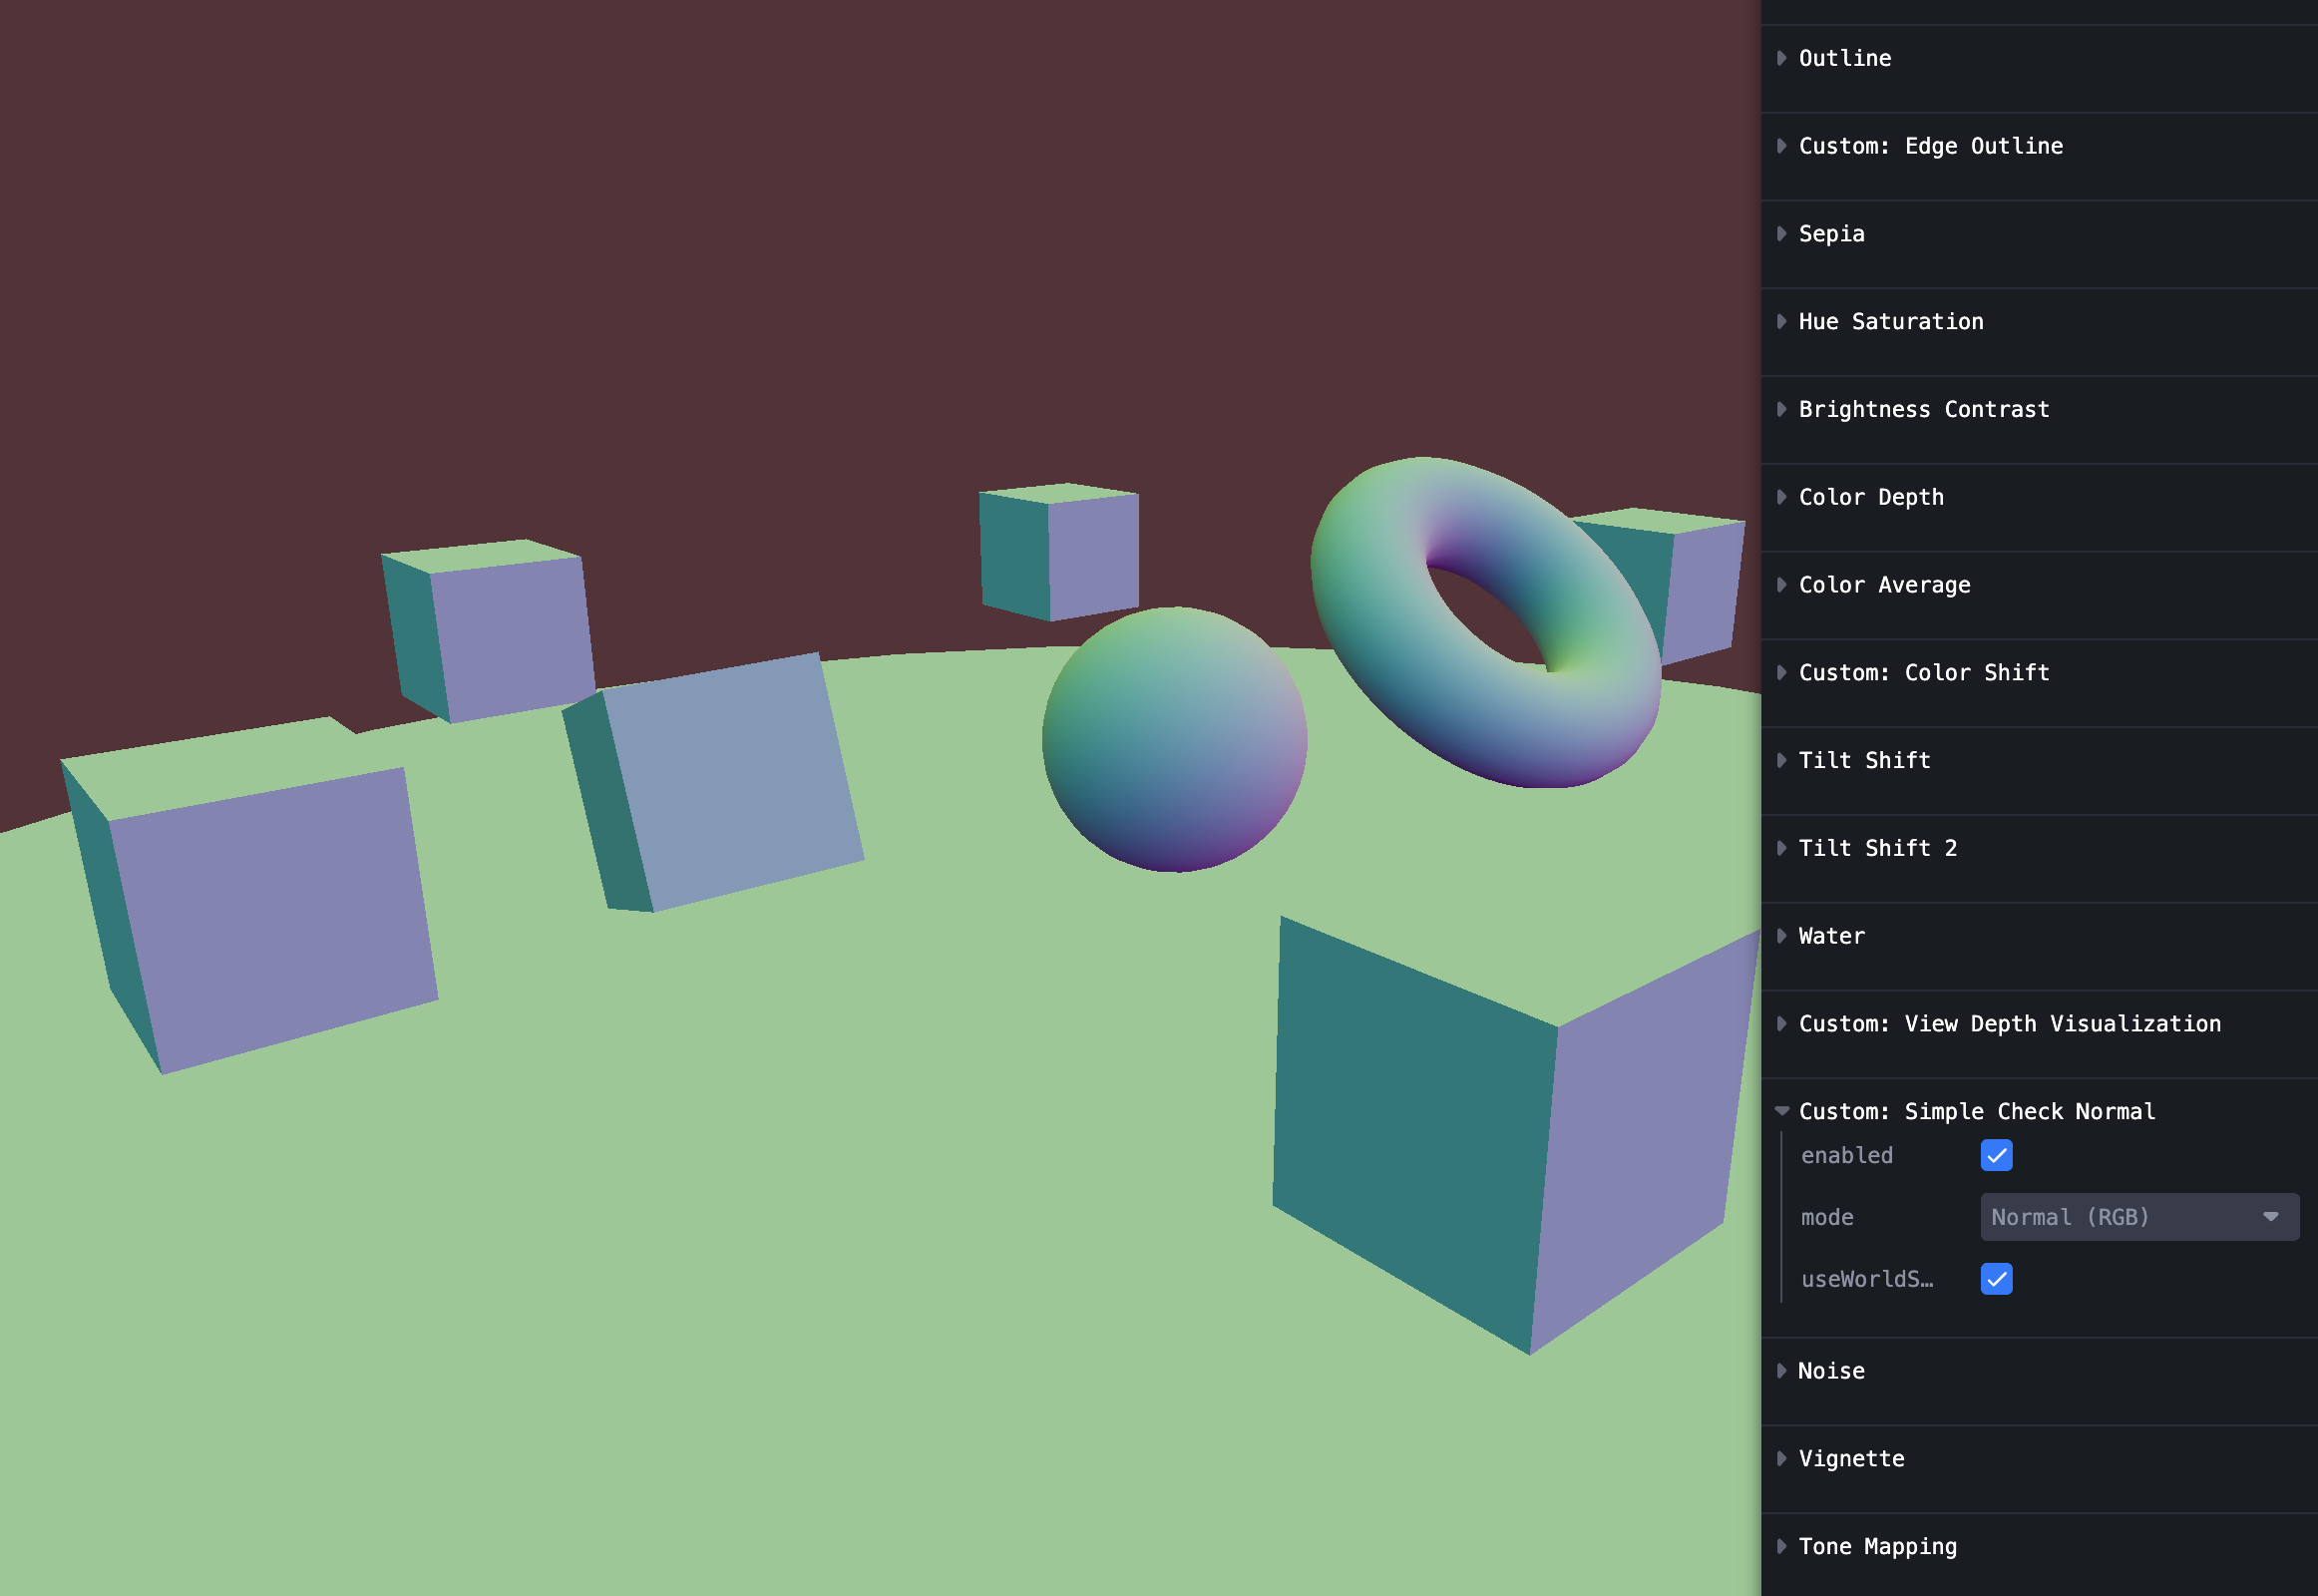 Outline
Custom: Edge Outline
Sepia
Hue Saturation
Brightness Contrast
Color Depth
Color Average
Custom: Color Shift
Tilt Shift
Tilt Shift 2
Water
Custom: View Depth Visualization
Custom: Simple Check Normal
enabled
mode Normal (RGB)
useWorldS…
Noise
Vignette
Tone Mapping